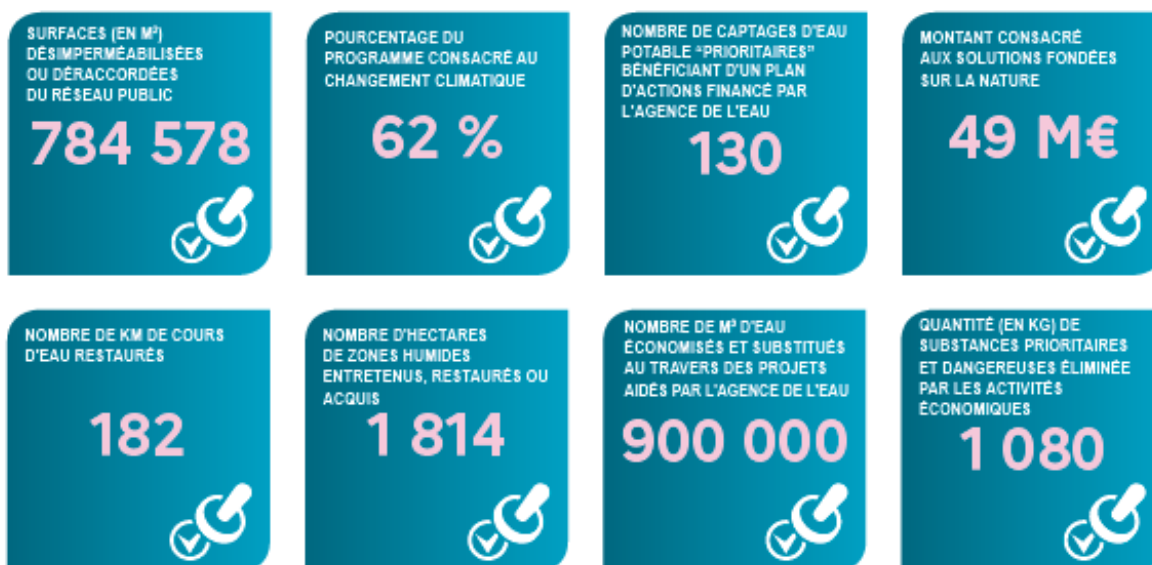 SURFACES (EN M²)
DÉSIMPERMÉABILISÉES
OU DÉRACCORDÉES
DU RÉSEAU PUBLIC
784 578
POURCENTAGE DU
PROGRAMME CONSACRÉ AU
CHANGEMENT CLIMATIQUE
62 %
NOMBRE DE CAPTAGES D'EAU
POTABLE “PRIORITAIRES”
BÉNÉFICIANT D'UN PLAN
D'ACTIONS FINANCÉ PAR
L'AGENCE DE L'EAU
130
MONTANT CONSACRÉ
AUX SOLUTIONS FONDÉES
SUR LA NATURE
49 M€
NOMBRE DE KM DE COURS
D'EAU RESTAURÉS
182
NOMBRE D'HECTARES
DE ZONES HUMIDES
ENTRETENUS, RESTAURÉS OU
ACQUIS
1 814
NOMBRE DE M³ D'EAU
ÉCONOMISÉS ET SUBSTITUÉS
AU TRAVERS DES PROJETS
AIDÉS PAR L'AGENCE DE L'EAU
900 000
QUANTITÉ (EN KG) DE
SUBSTANCES PRIORITAIRES
ET DANGEREUSES ÉLIMINÉE
PAR LES ACTIVITÉS
ÉCONOMIQUES
1 080